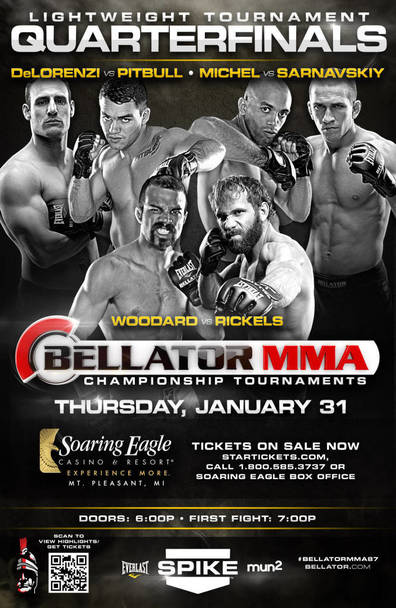 LIGHTWEIGHT TOURNAMENT
QUARTERFINALS
DeLORENZI vs PITBULL • MICHEL vs SARNAVSKIY
EVERLAST
WOODARD vs RICKELS
BELLATOR MMA
CHAMPIONSHIP TOURNAMENTS
THURSDAY, JANUARY 31
Soaring Eagle
CASINO & RESORT®
EXPERIENCE MORE.
MT. PLEASANT, MI
TICKETS ON SALE NOW
STARTICKETS.COM,
CALL 1.800.585.3737 OR
SOARING EAGLE BOX OFFICE
DOORS: 6:00P • FIRST FIGHT: 7:00P
SCAN TO
VIEW HIGHLIGHTS/
GET TICKETS
EVERLAST
SPIKE
mun2
#BELLATORMMA87
BELLATOR.COM